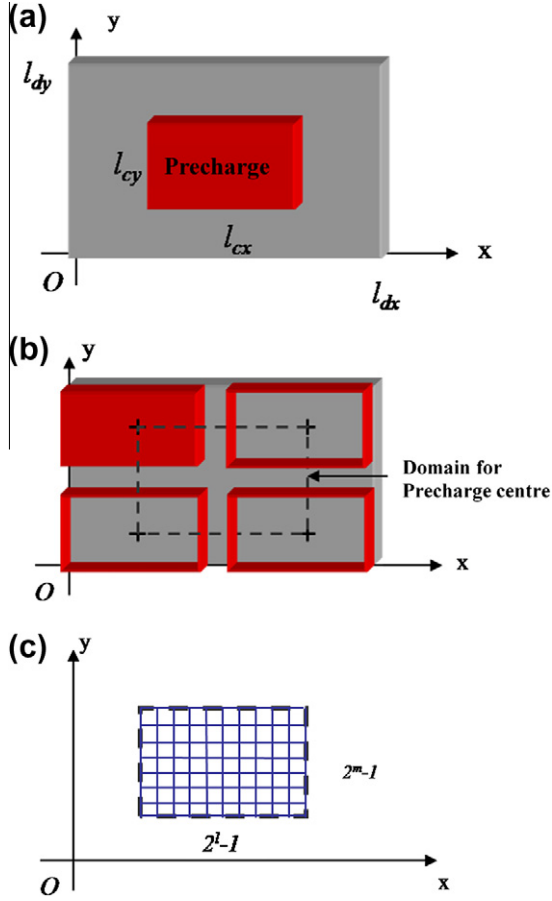 (a)
y
l_dy
l_cy
Precharge
l_cx
x
O
l_dx
(b)
y
Domain for
Precharge centre
x
O
(c)
y
2^m-1
2^l-1
O
x